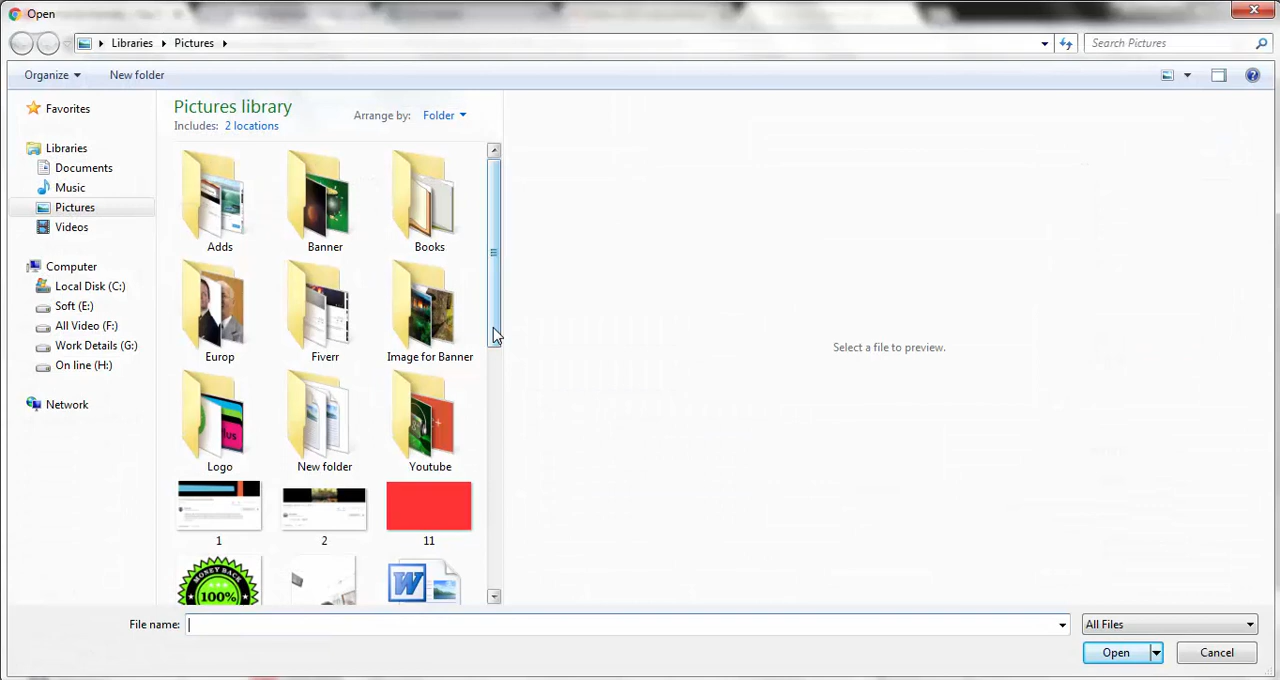 Open
Libraries
Pictures
Search Pictures
Organize
New folder
Favorites
Libraries
Documents
Music
Pictures
Videos
Computer
Local Disk (C:)
Soft (E:)
All Video (F:)
Work Details (G:)
On line (H:)
Network
Pictures library
Includes: 2 locations
Arrange by: Folder
Adds
Banner
Books
Europ
Fiverr
Image for Banner
Logo
New folder
Youtube
1
2
11
MONEY BACK
100%
Select a file to preview.
File name:
All Files
Open
Cancel